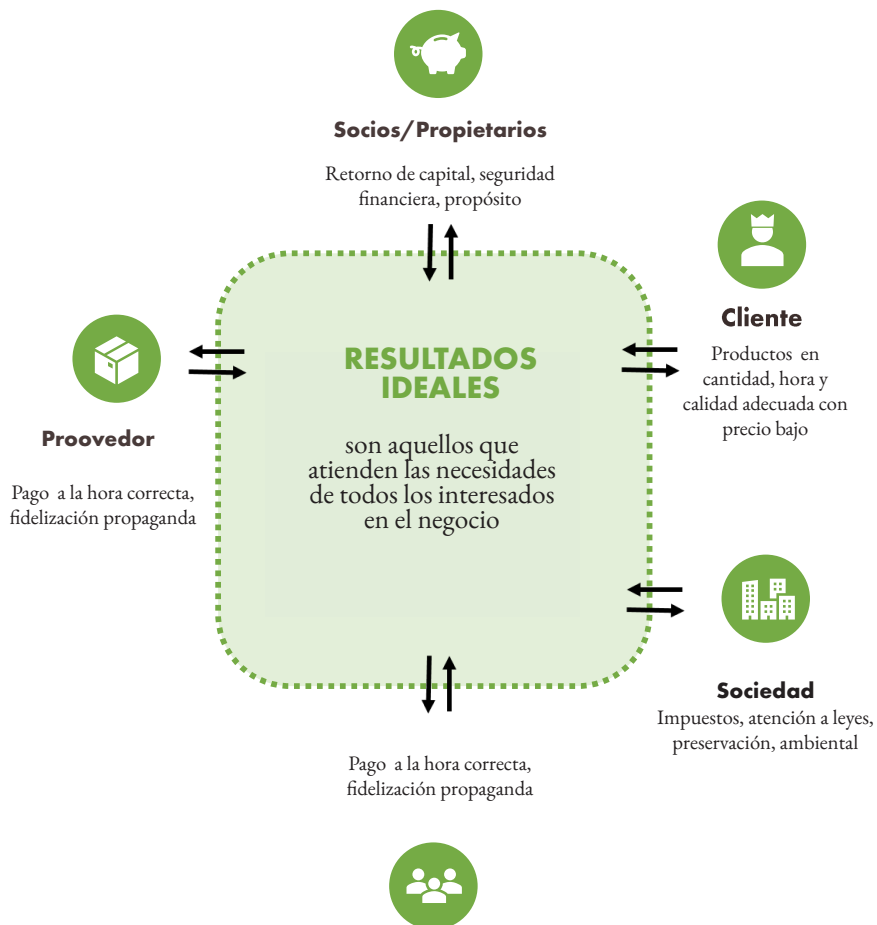 Socios/Propietarios
Retorno de capital, seguridad
financiera, propósito
Cliente
Productos en
cantidad, hora y
calidad adecuada con
precio bajo
RESULTADOS
IDEALES
son aquellos que
atienden las necesidades
de todos los interesados
en el negocio
Proovedor
Pago a la hora correcta,
fidelización propaganda
Sociedad
Impuestos, atención a leyes,
preservación, ambiental
Pago a la hora correcta,
fidelización propaganda